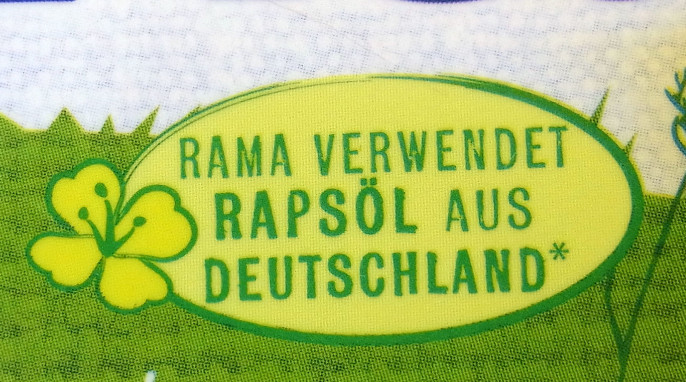 RAMA VERWENDET
RAPSÖL AUS
DEUTSCHLAND*